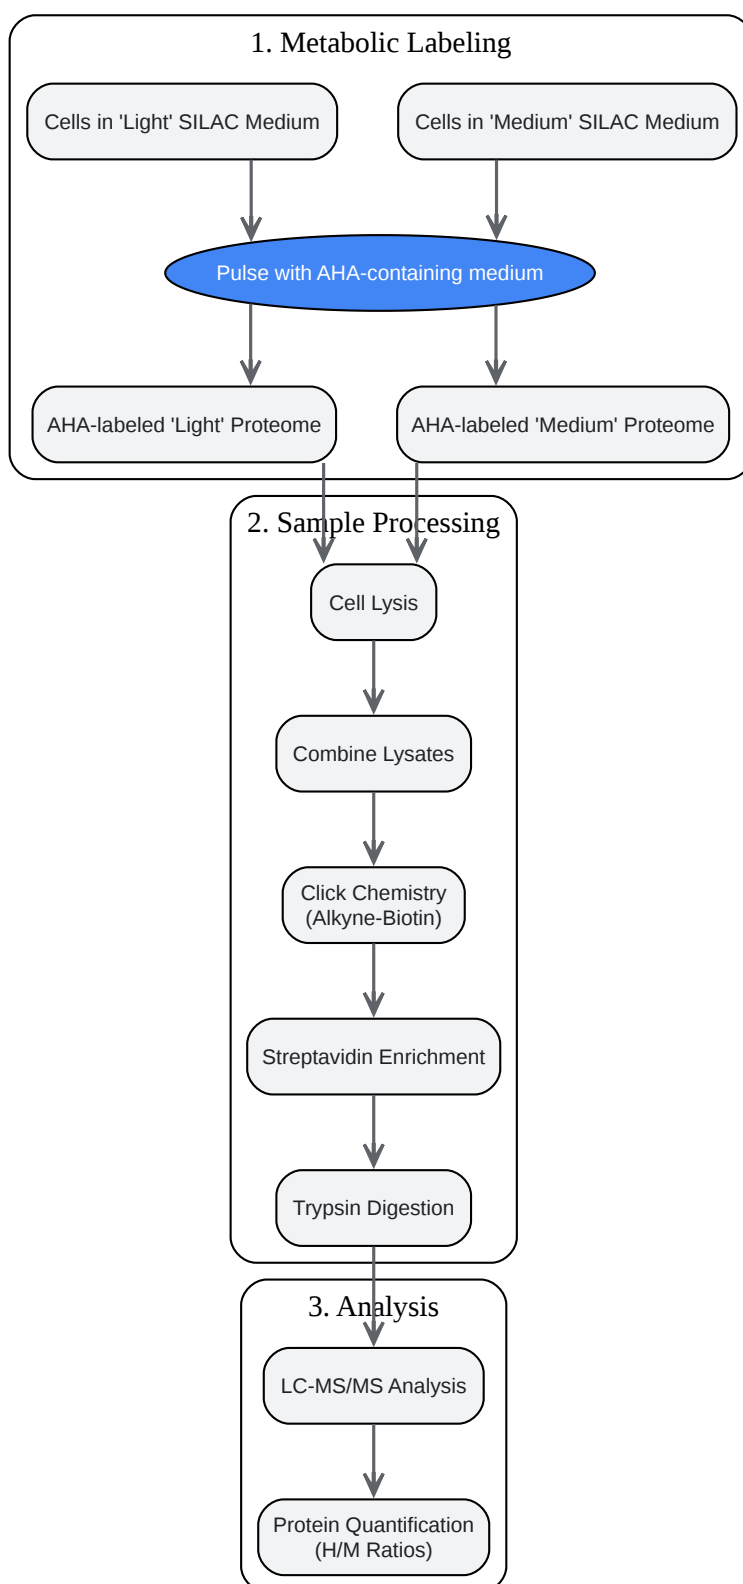 1. Metabolic Labeling
Cells in 'Light' SILAC Medium
Cells in 'Medium' SILAC Medium
Pulse with AHA-containing medium
AHA-labeled 'Light' Proteome
AHA-labeled 'Medium' Proteome
2. Sample Processing
Cell Lysis
Combine Lysates
Click Chemistry
(Alkyne-Biotin)
Streptavidin Enrichment
Trypsin Digestion
3. Analysis
LC-MS/MS Analysis
Protein Quantification
(H/M Ratios)